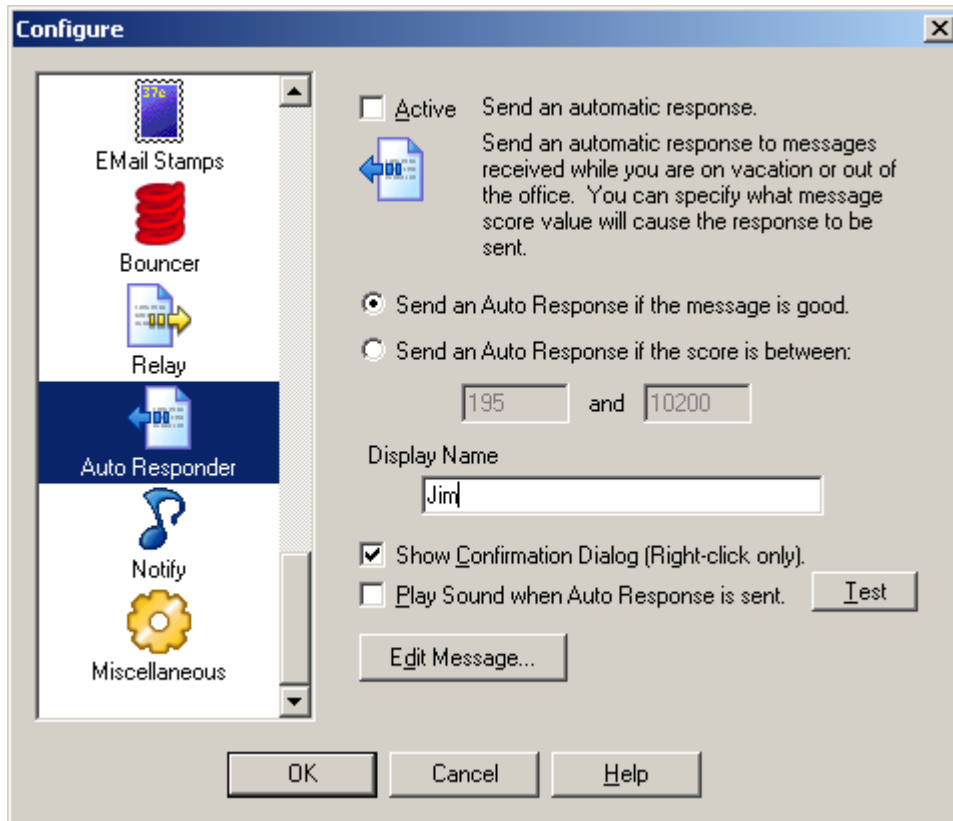 Configure
37c
EMail Stamps
Bouncer
Relay
Auto Responder
Notify
Miscellaneous
Active Send an automatic response.
Send an automatic response to messages
received while you are on vacation or out of
the office. You can specify what message
score value will cause the response to be
sent.
Send an Auto Response if the message is good.
Send an Auto Response if the score is between:
195 and 10200
Display Name
Jim
Show Confirmation Dialog (Right-click only).
Play Sound when Auto Response is sent. Test
Edit Message...
OK Cancel Help